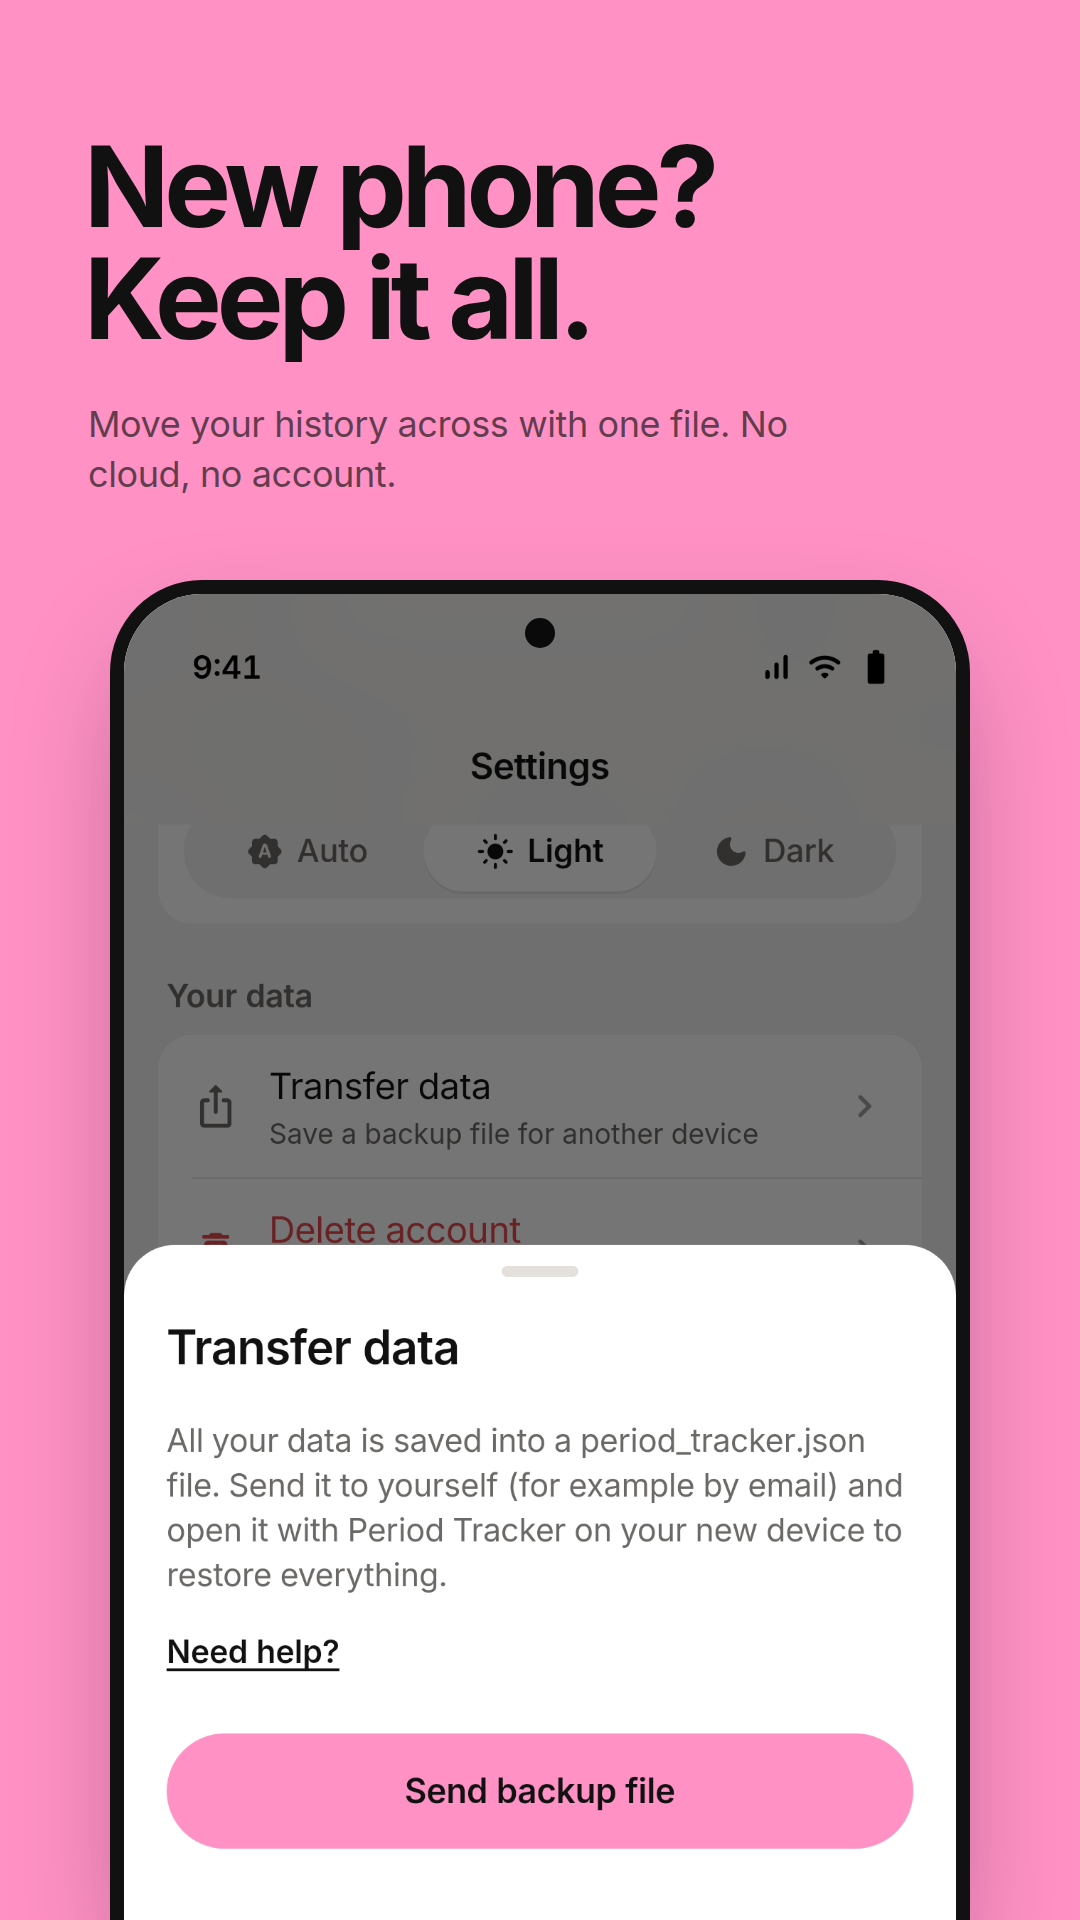 New phone?
Keep it all.
Move your history across with one file. No
cloud, no account.
9:41
Settings
Auto
Light
Dark
Your data
Transfer data
Save a backup file for another device
Delete account
Transfer data
All your data is saved into a period_tracker.json
file. Send it to yourself (for example by email) and
open it with Period Tracker on your new device to
restore everything.
Need help?
Send backup file